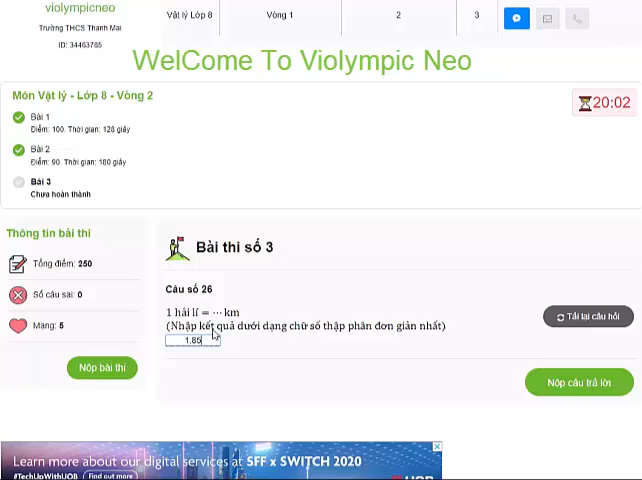 violympicneo
Trường THCS Thanh Mai
ID: 34463785
Vật lý Lớp 8
Vòng 1
2
3
WelCome To Violympic Neo
Môn Vật lý - Lớp 8 - Vòng 2
20:02
Bài 1
Điểm: 100. Thời gian: 128 giây
Bài 2
Điểm: 90. Thời gian: 180 giây
Bài 3
Chưa hoàn thành
Thông tin bài thi
Tổng điểm: 250
Số câu sai: 0
Mạng: 5
Nộp bài thi
Bài thi số 3
Câu số 26
1 hải lí = ··· km
(Nhập kết quả dưới dạng chữ số thập phân đơn giản nhất)
1.85
Tải lại câu hỏi
Nộp câu trả lời
Learn more about our digital services at SFF x SWITCH 2020
#TechUpWithUOB
Find out more
UOB